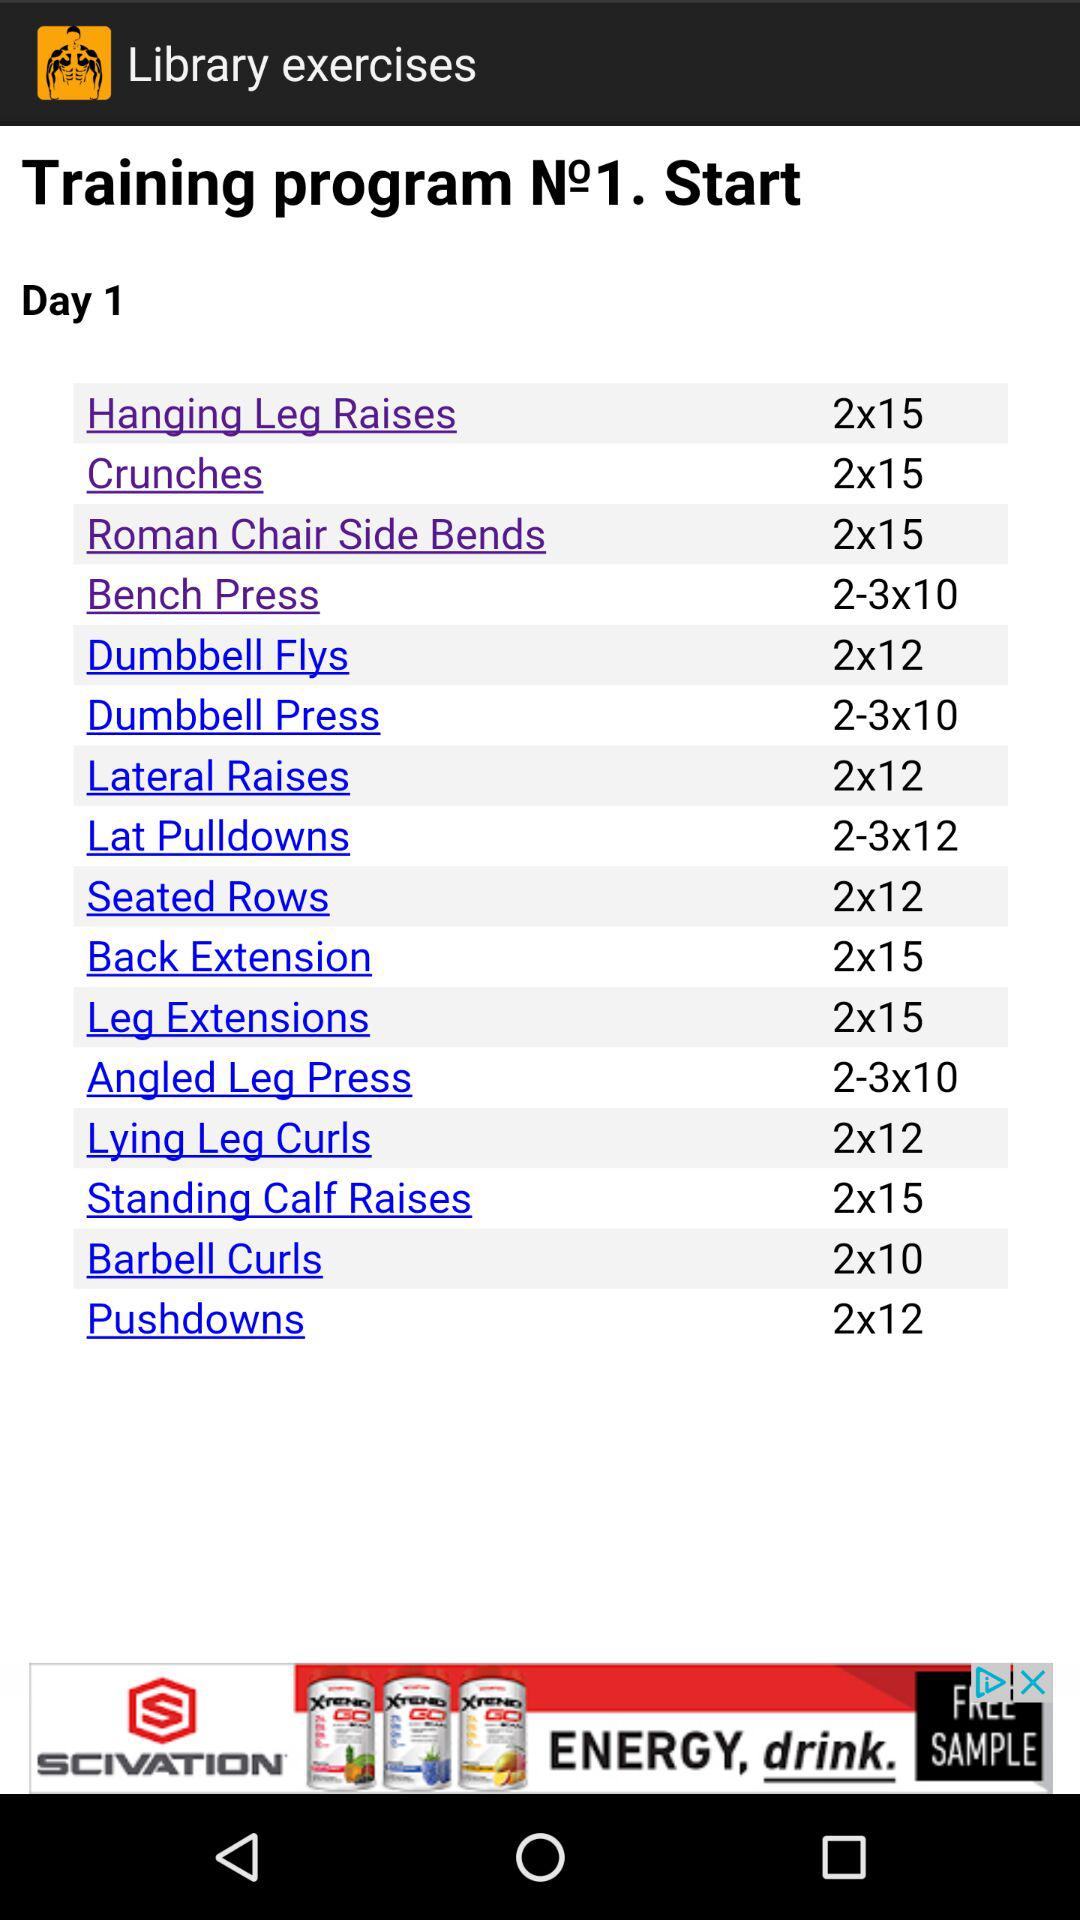 Library exercises
Training program №1. Start
Day 1
Hanging Leg Raises 2x15
Crunches 2x15
Roman Chair Side Bends 2x15
Bench Press 2-3x10
Dumbbell Flys 2x12
Dumbbell Press 2-3x10
Lateral Raises 2x12
Lat Pulldowns 2-3x12
Seated Rows 2x12
Back Extension 2x15
Leg Extensions 2x15
Angled Leg Press 2-3x10
Lying Leg Curls 2x12
Standing Calf Raises 2x15
Barbell Curls 2x10
Pushdowns 2x12
SCIVATION
XTEND GO
XTEND GO
XTEND GO
ENERGY, drink.
FREE
SAMPLE